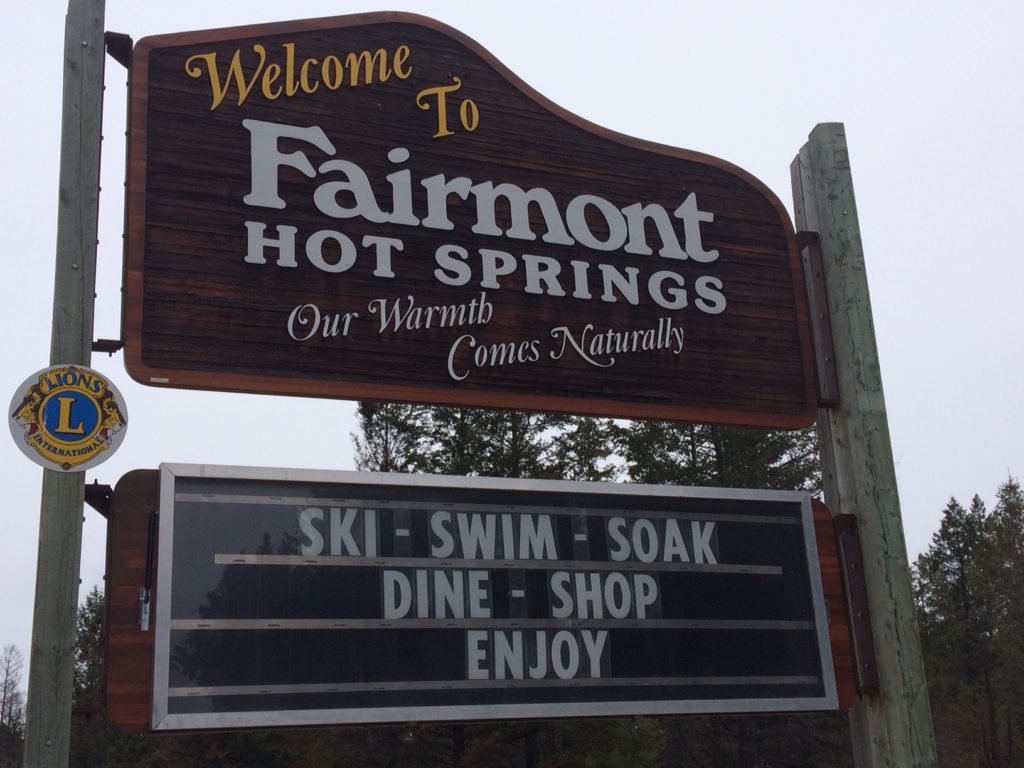 Welcome
To
Fairmont
HOT SPRINGS
Our Warmth
Comes Naturally
LIONS
L
INTERNATIONAL
SKI - SWIM - SOAK
DINE - SHOP
ENJOY